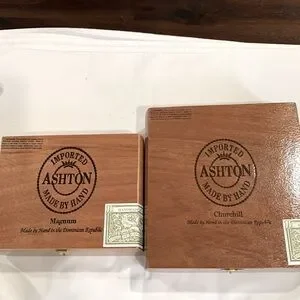 IMPORTED
ASHTON
MADE BY HAND
Magnum
Made by Hand in the Dominican Republic
IMPORTED
ASHTON
MADE BY HAND
Churchill
Made by Hand in the Dominican Republic